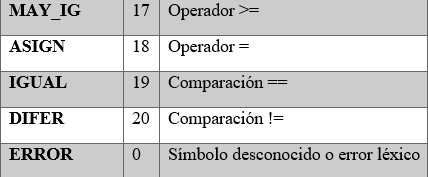 MAY_IG 17 Operador >=
ASIGN 18 Operador =
IGUAL 19 Comparación ==
DIFER 20 Comparación !=
ERROR 0 Símbolo desconocido o error léxico